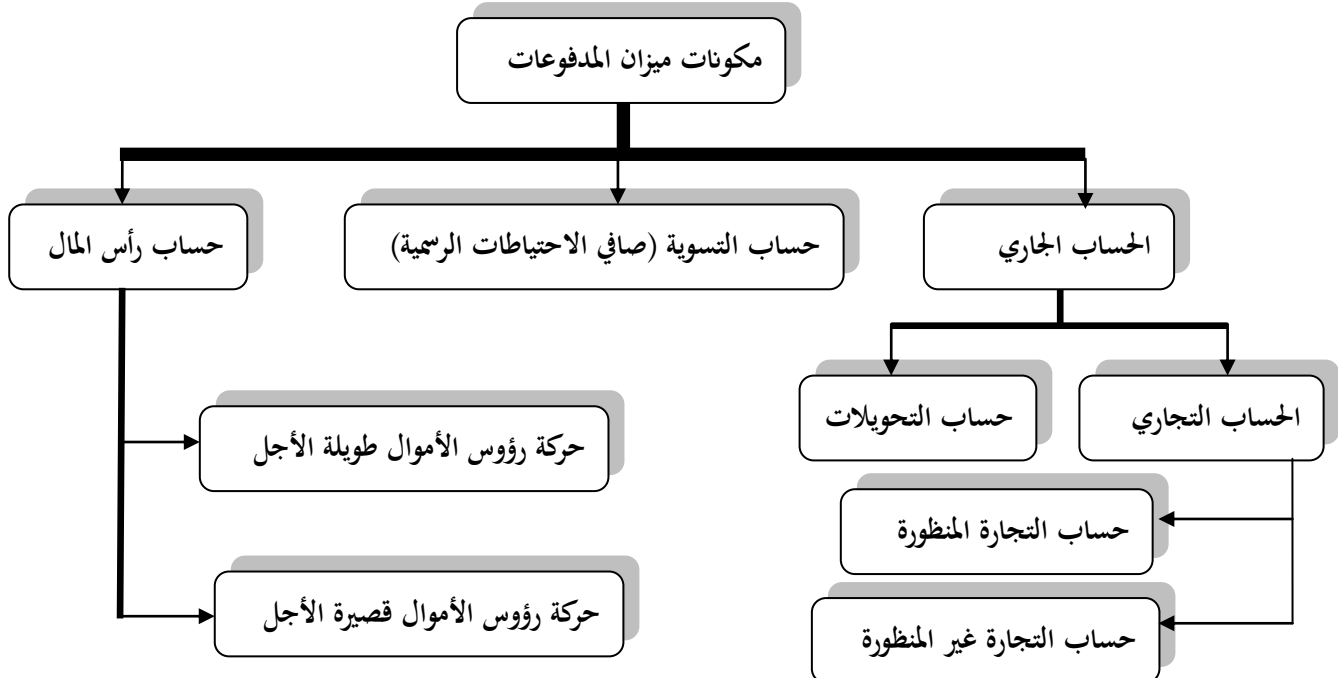 مكونات ميزان المدفوعات
الحساب الجاري
حساب التسوية (صافي الاحتياطات الرسمية)
حساب رأس المال
الحساب التجاري
حساب التحويلات
حركة رؤوس الأموال طويلة الأجل
حساب التجارة المنظورة
حركة رؤوس الأموال قصيرة الأجل
حساب التجارة غير المنظورة